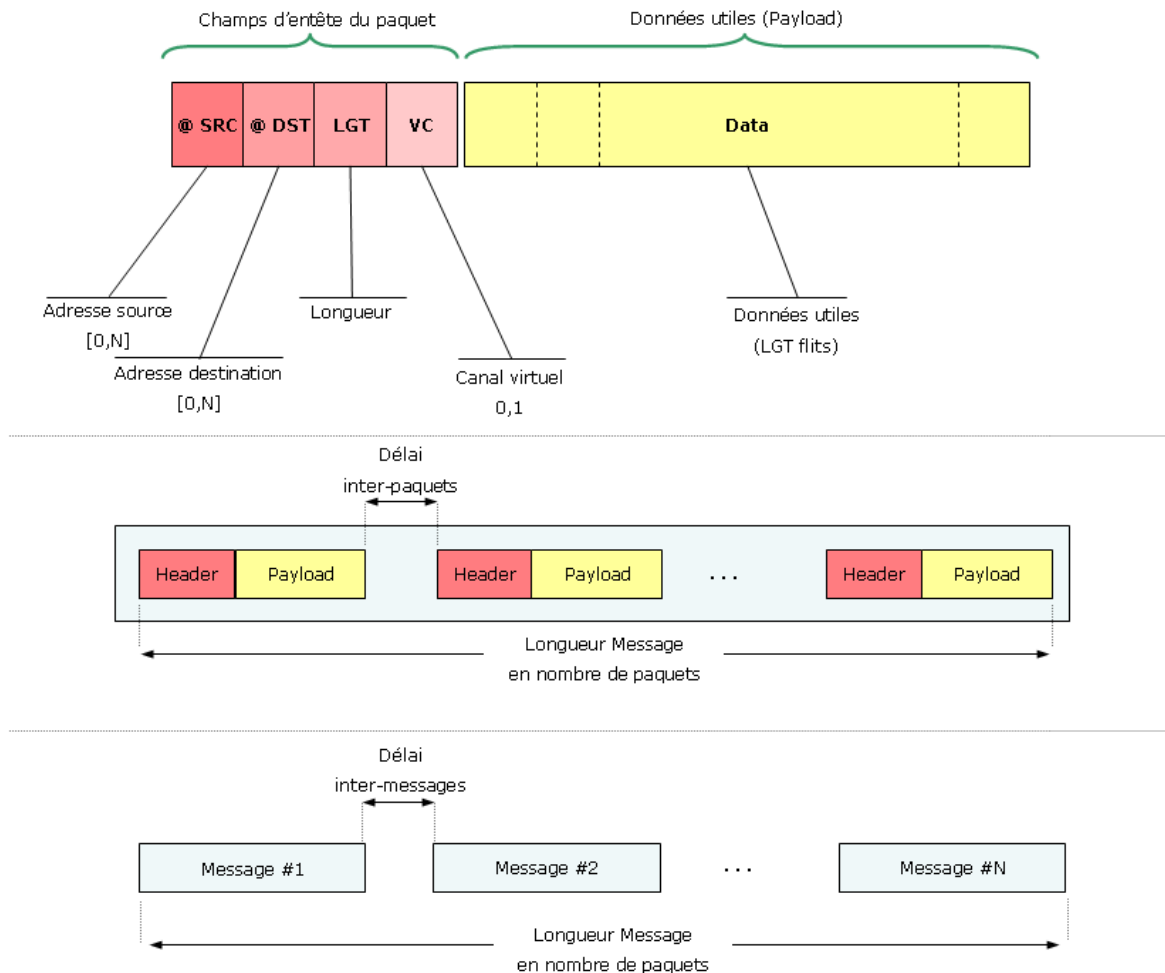 Champs d'entête du paquet
Données utiles (Payload)
@ SRC
@ DST
LGT
VC
Data
Adresse source
[0,N]
Longueur
Données utiles
(LGT flits)
Adresse destination
[0,N]
Canal virtuel
0,1
Délai
inter-paquets
Header
Payload
Header
Payload
...
Header
Payload
Longueur Message
en nombre de paquets
Délai
inter-messages
Message #1
Message #2
...
Message #N
Longueur Message
en nombre de paquets